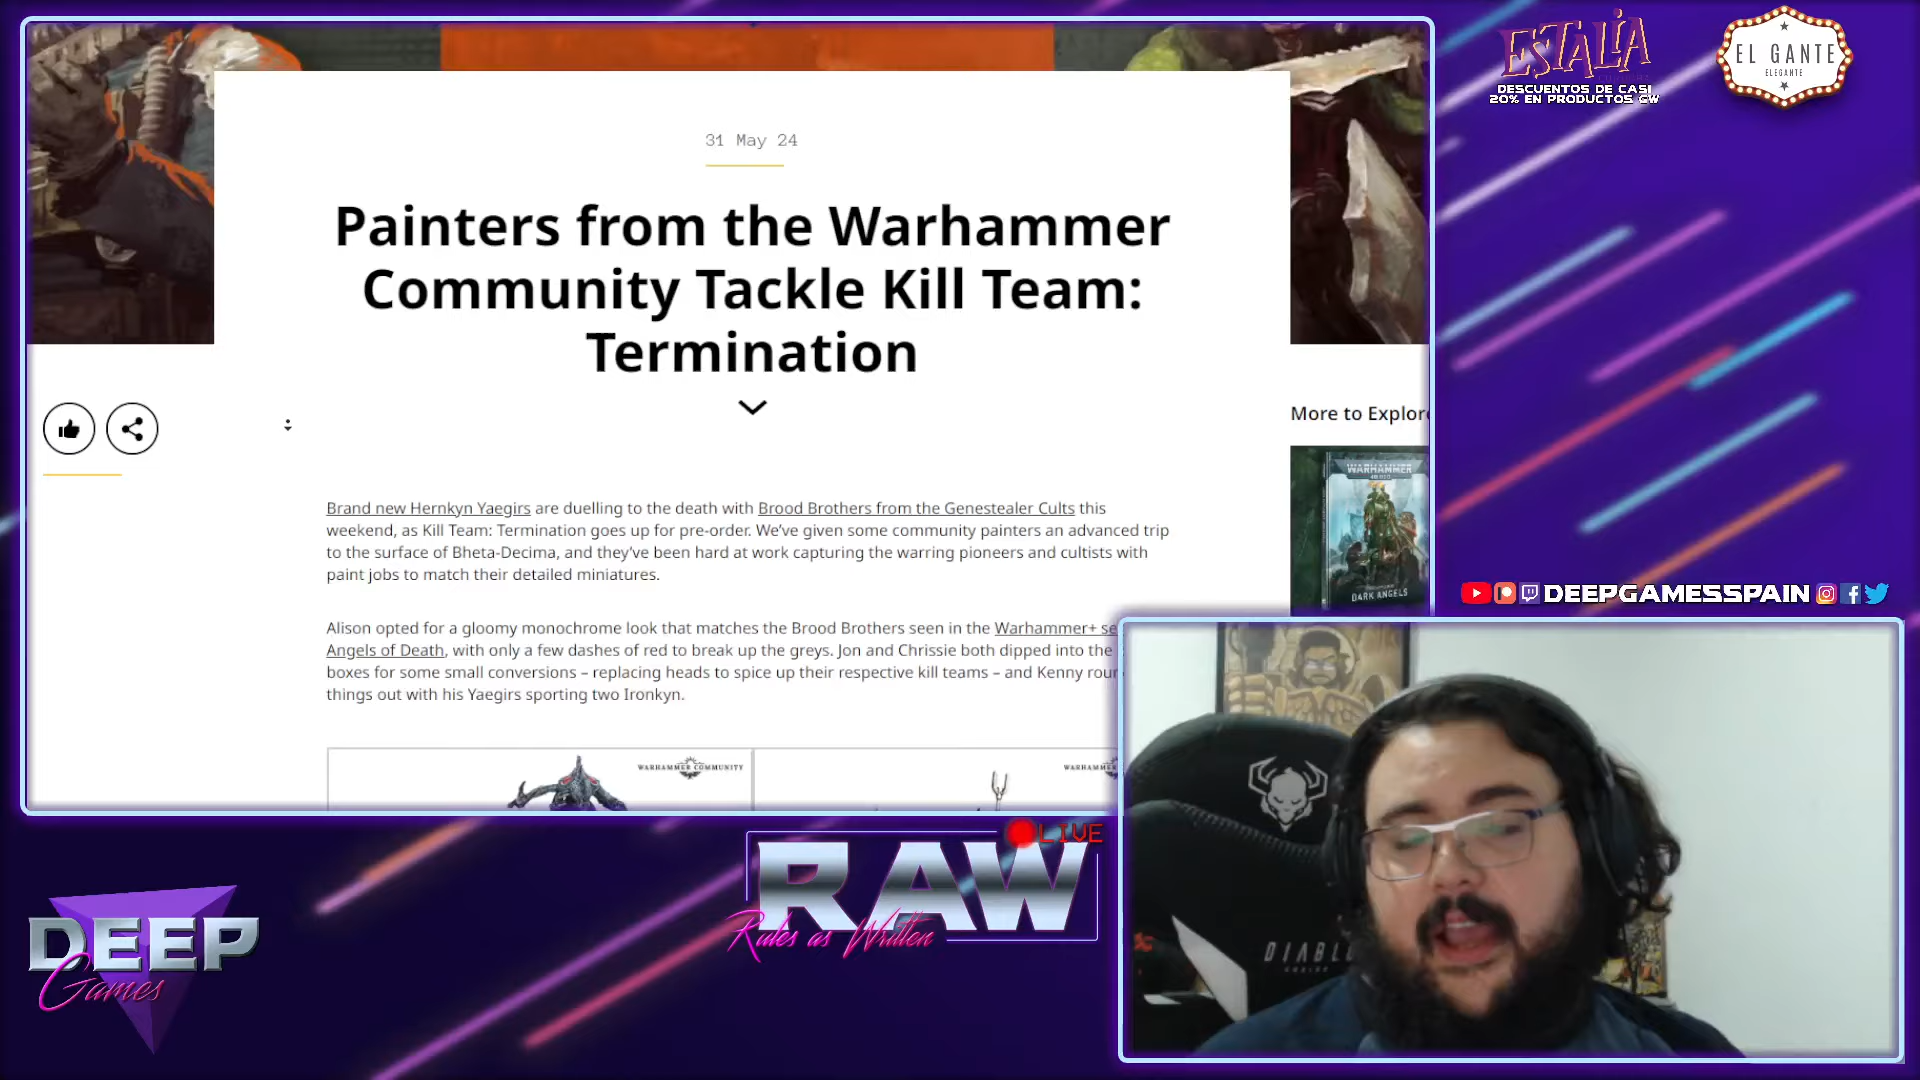 31 May 24
Painters from the Warhammer
Community Tackle Kill Team:
Termination
More to Explor
Brand new Hernkyn Yaegirs are duelling to the death with Brood Brothers from the Genestealer Cults this
weekend, as Kill Team: Termination goes up for pre-order. We’ve given some community painters an advanced trip
to the surface of Bheta-Decima, and they’ve been hard at work capturing the warring pioneers and cultists with
paint jobs to match their detailed miniatures.
Alison opted for a gloomy monochrome look that matches the Brood Brothers seen in the Warhammer+ se
Angels of Death, with only a few dashes of red to break up the greys. Jon and Chrissie both dipped into the
boxes for some small conversions – replacing heads to spice up their respective kill teams – and Kenny rour
things out with his Yaegirs sporting two Ironkyn.
WARHAMMER COMMUNITY
WARHAMMER
WARHAMMER
DARK ANGELS
ESTALIA
DESCUENTOS DE CASI
20% EN PRODUCTOS GW
EL GANTE
ELEGANTE
DEEPGAMESSPAIN
LIVE
RAW
Rules as Written
DEEP
Games
DIABLO